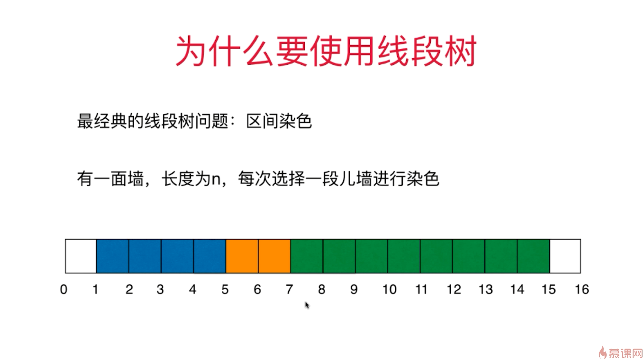 为什么要使用线段树
最经典的线段树问题：区间染色
有一面墙，长度为n，每次选择一段儿墙进行染色
0 1 2 3 4 5 6 7 8 9 10 11 12 13 14 15 16
慕课网